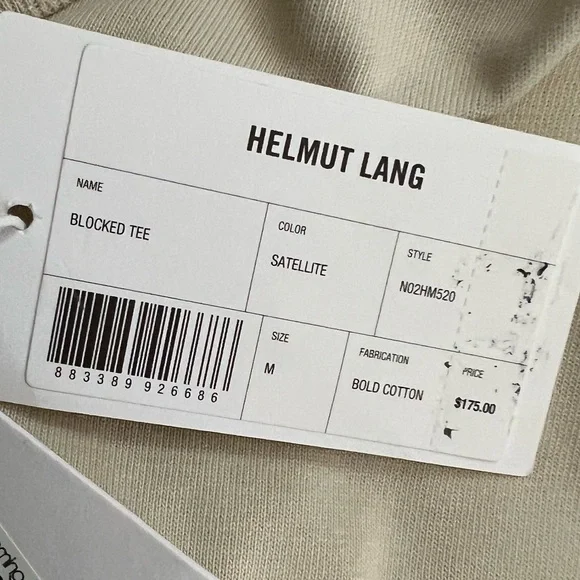 HELMUT LANG
NAME
BLOCKED TEE
COLOR
SATELLITE
STYLE
N02HM520
883389 926686
SIZE
M
FABRICATION
BOLD COTTON
PRICE
$175.00